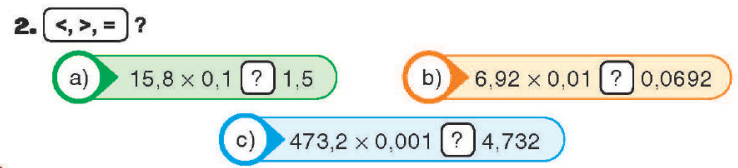 2. <, >, = ?
a) 15,8 × 0,1 ? 1,5
b) 6,92 × 0,01 ? 0,0692
c) 473,2 × 0,001 ? 4,732